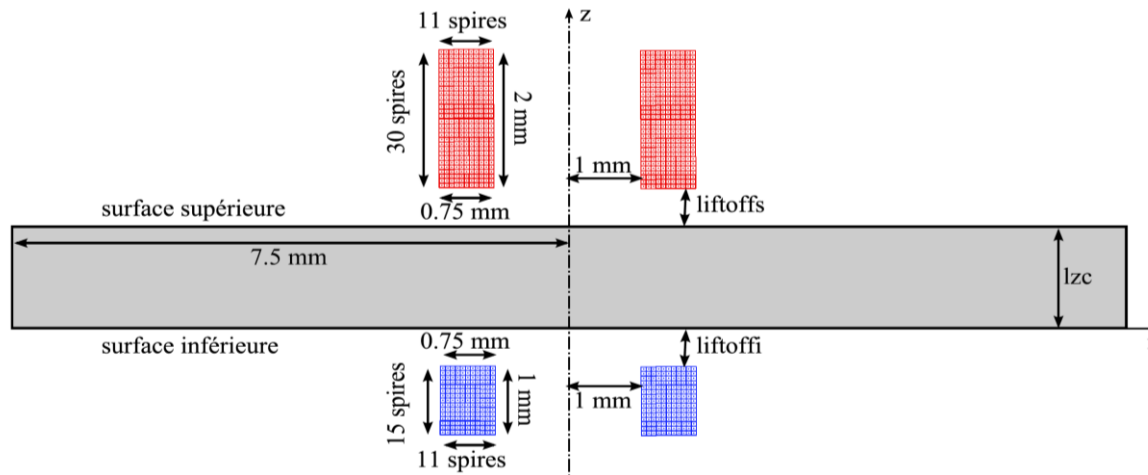 11 spires
z
30 spires
2 mm
1 mm
liftoffs
0.75 mm
surface supérieure
7.5 mm
lzc
surface inférieure
0.75 mm
liftoffi
15 spires
1 mm
1 mm
11 spires